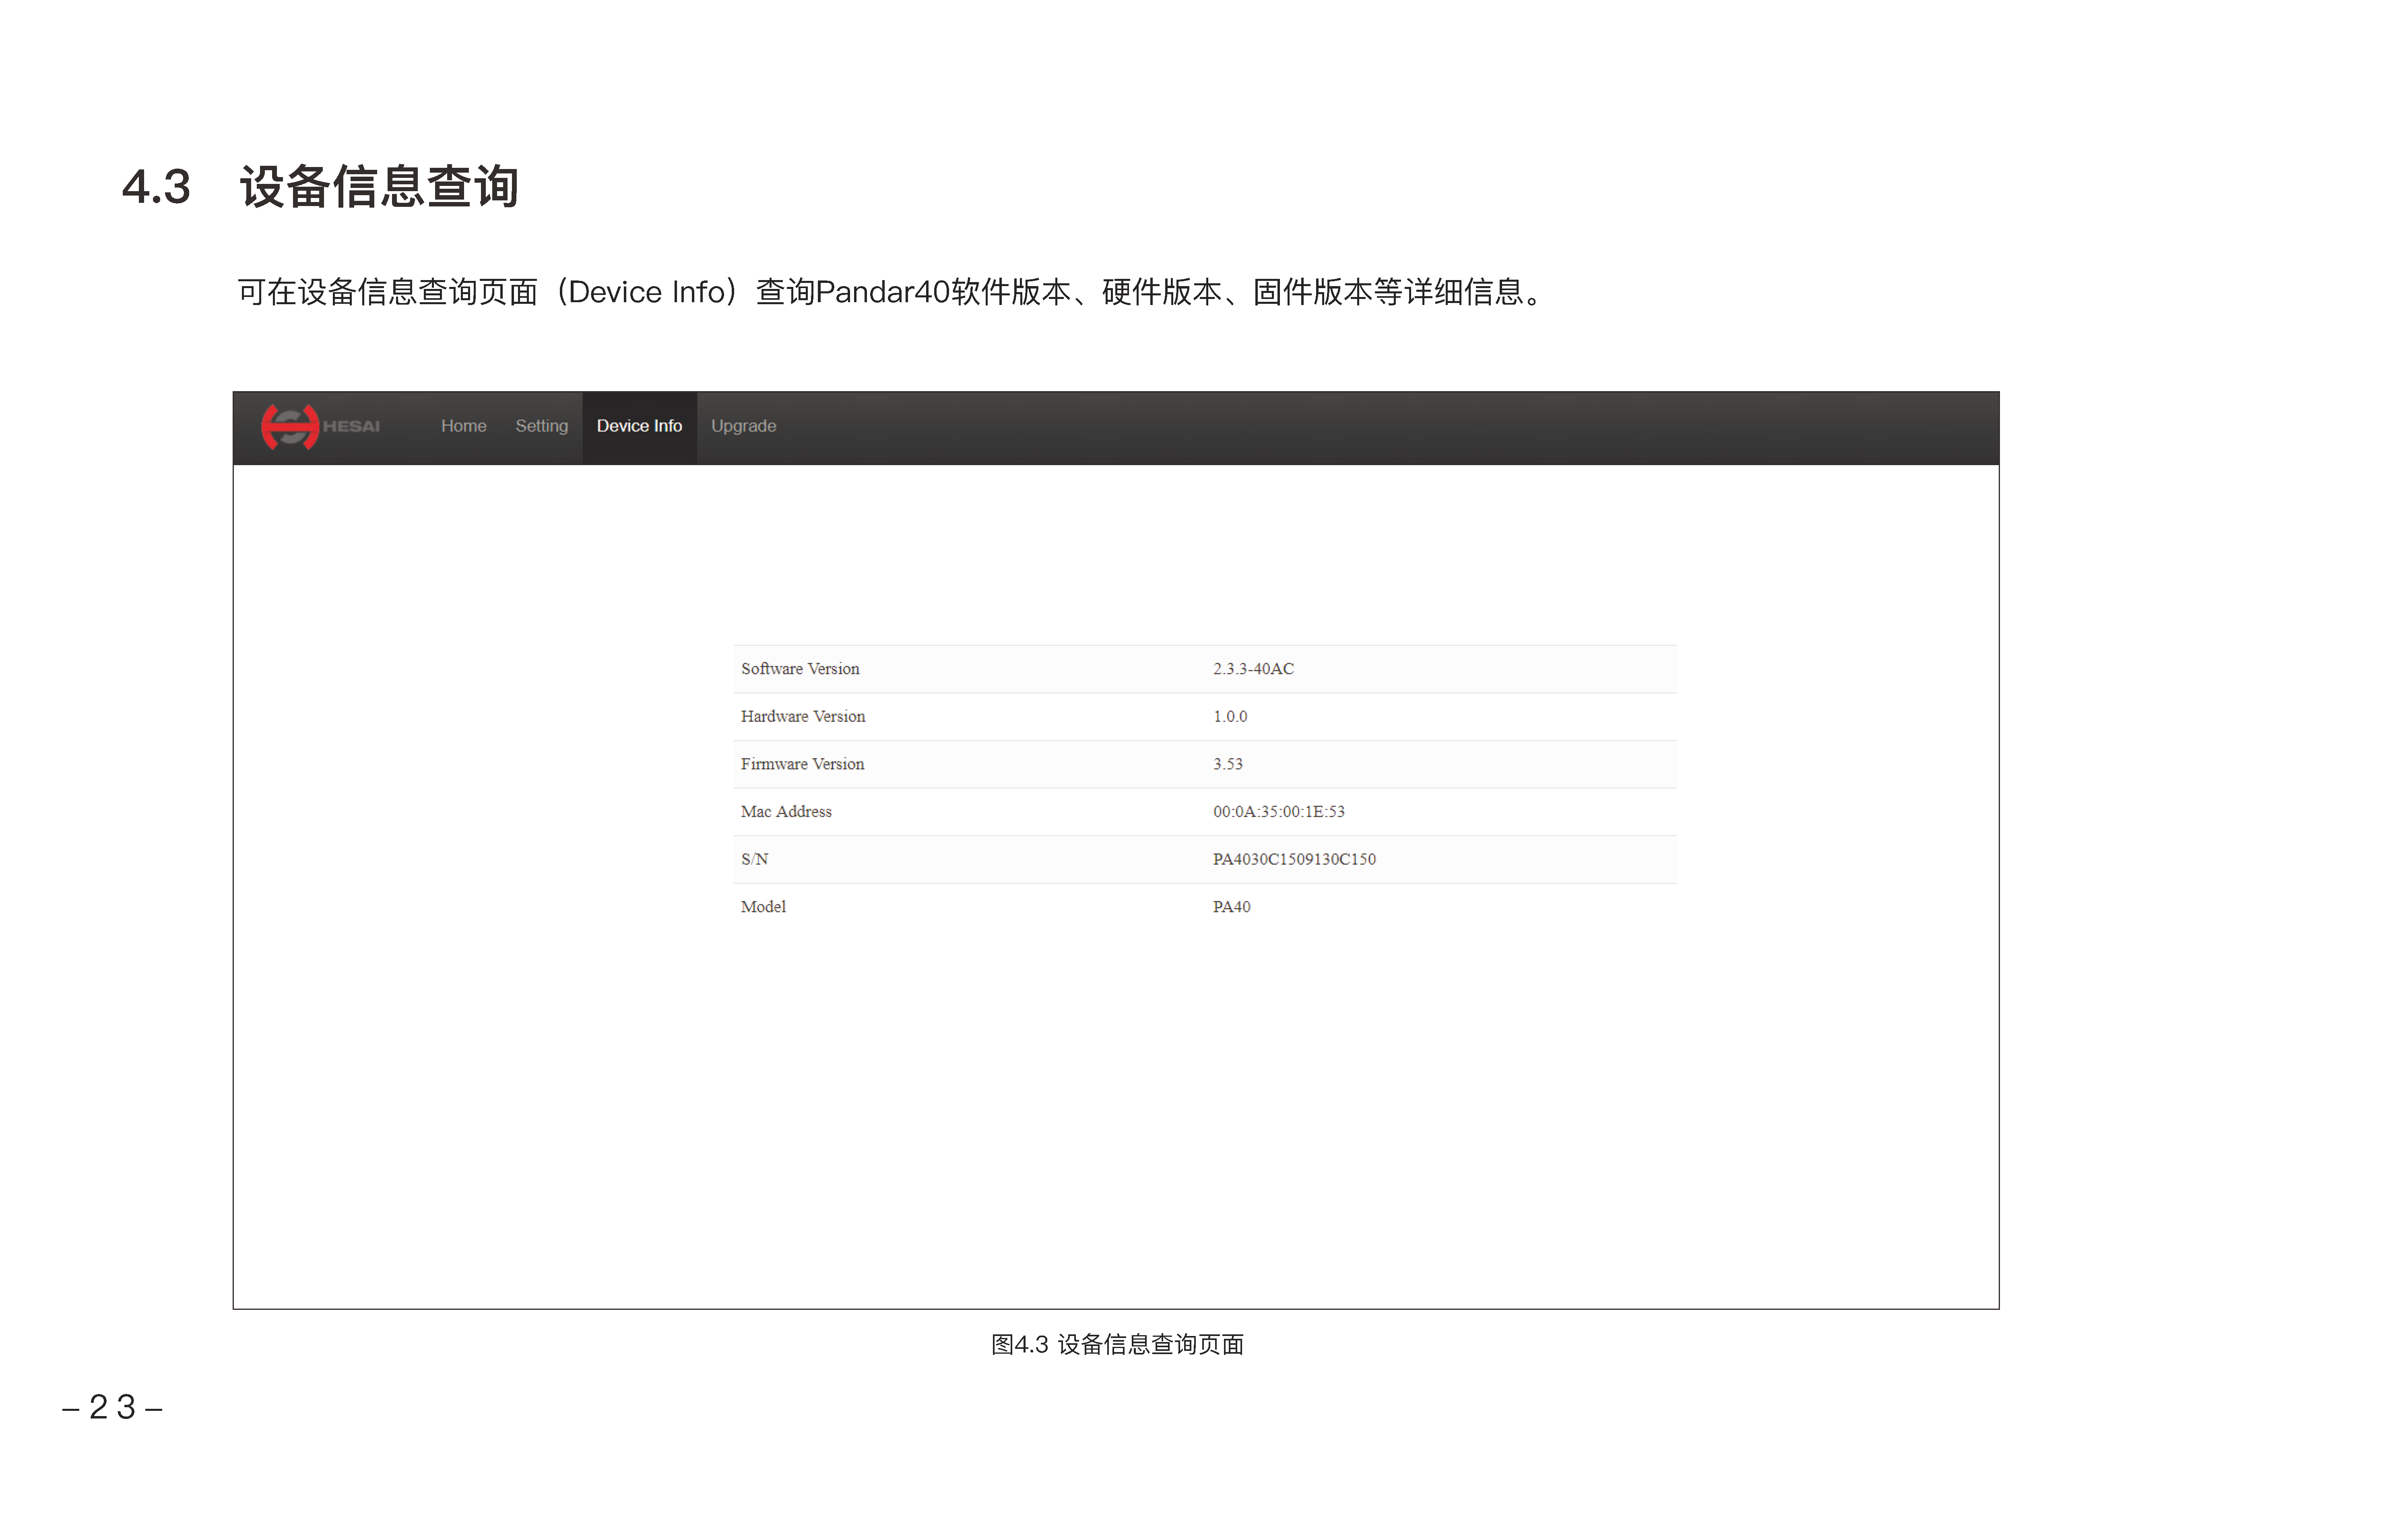 4.3 设备信息查询
可在设备信息查询页面（Device Info）查询Pandar40软件版本、硬件版本、固件版本等详细信息。
HESAI Home Setting Device Info Upgrade
Software Version 2.3.3-40AC
Hardware Version 1.0.0
Firmware Version 3.53
Mac Address 00:0A:35:00:1E:53
S/N PA4030C1509130C150
Model PA40
图4.3 设备信息查询页面
– 2 3 –